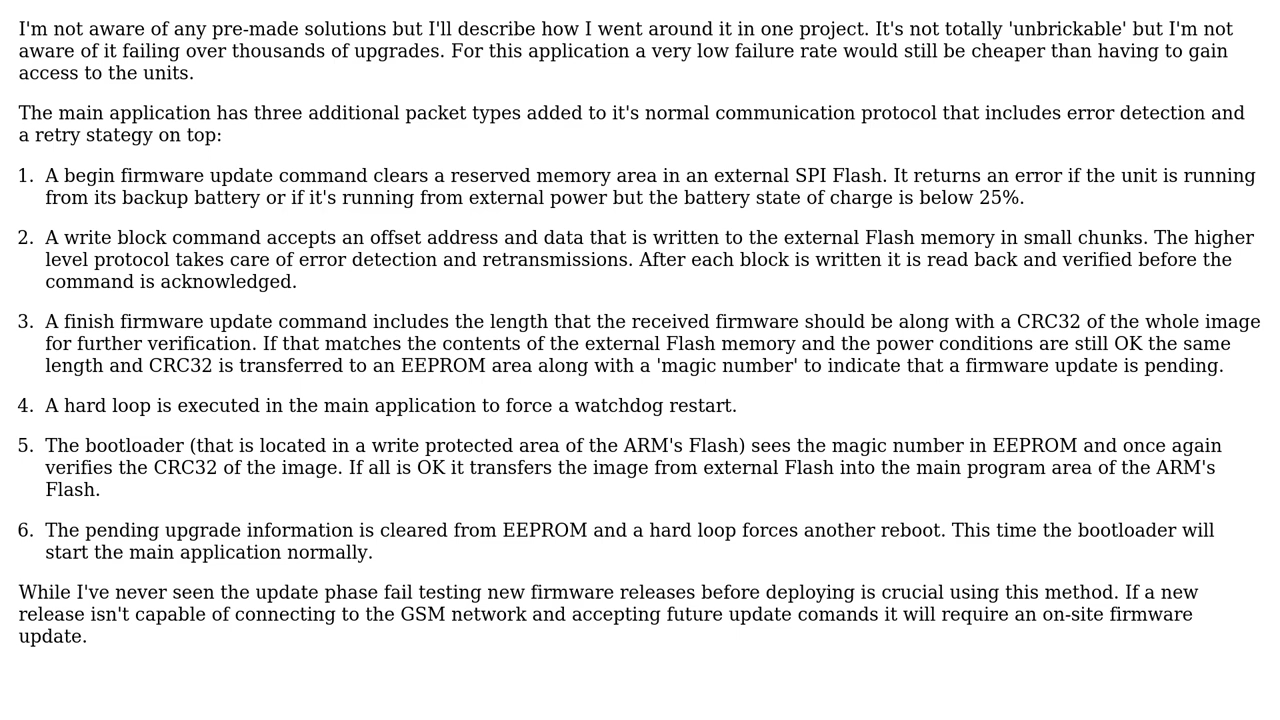 I'm not aware of any pre-made solutions but I'll describe how I went around it in one project. It's not totally 'unbrickable' but I'm not
aware of it failing over thousands of upgrades. For this application a very low failure rate would still be cheaper than having to gain
access to the units.
The main application has three additional packet types added to it's normal communication protocol that includes error detection and
a retry stategy on top:
1. A begin firmware update command clears a reserved memory area in an external SPI Flash. It returns an error if the unit is running
from its backup battery or if it's running from external power but the battery state of charge is below 25%.
2. A write block command accepts an offset address and data that is written to the external Flash memory in small chunks. The higher
level protocol takes care of error detection and retransmissions. After each block is written it is read back and verified before the
command is acknowledged.
3. A finish firmware update command includes the length that the received firmware should be along with a CRC32 of the whole image
for further verification. If that matches the contents of the external Flash memory and the power conditions are still OK the same
length and CRC32 is transferred to an EEPROM area along with a 'magic number' to indicate that a firmware update is pending.
4. A hard loop is executed in the main application to force a watchdog restart.
5. The bootloader (that is located in a write protected area of the ARM's Flash) sees the magic number in EEPROM and once again
verifies the CRC32 of the image. If all is OK it transfers the image from external Flash into the main program area of the ARM's
Flash.
6. The pending upgrade information is cleared from EEPROM and a hard loop forces another reboot. This time the bootloader will
start the main application normally.
While I've never seen the update phase fail testing new firmware releases before deploying is crucial using this method. If a new
release isn't capable of connecting to the GSM network and accepting future update comands it will require an on-site firmware
update.